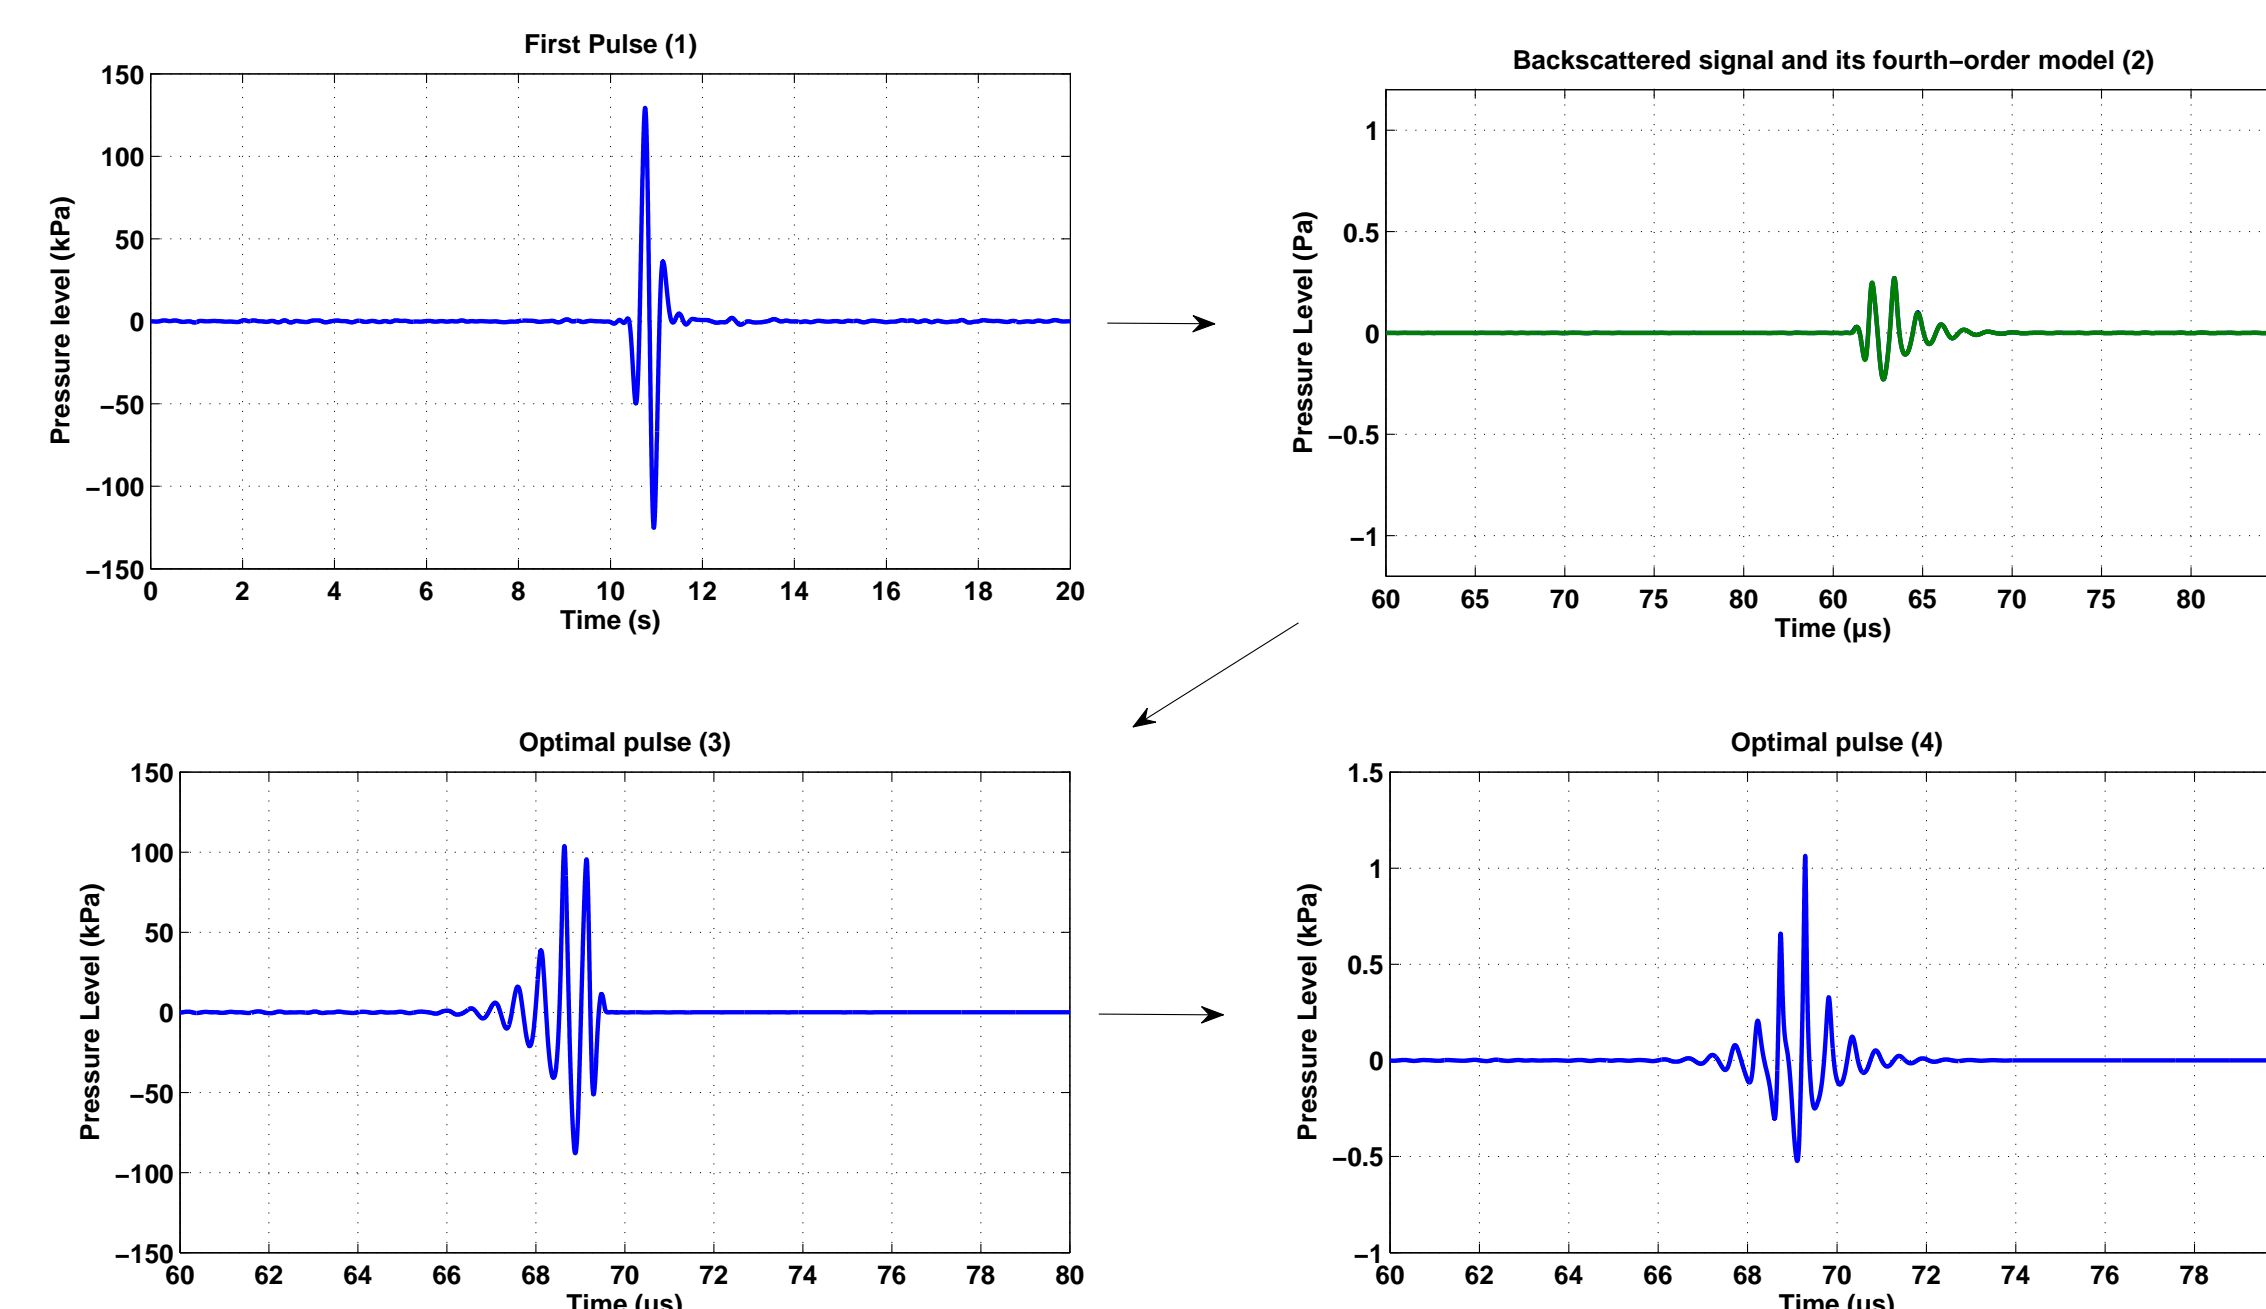 First Pulse (1)
150
100
50
0
−50
−100
−150
Pressure level (kPa)
0 2 4 6 8 10 12 14 16 18 20
Time (s)
Backscattered signal and its fourth−order model (2)
1
0.5
0
−0.5
−1
Pressure Level (Pa)
60 65 70 75 80 60 65 70 75 80
Time (µs)
Optimal pulse (3)
150
100
50
0
−50
−100
−150
Pressure Level (kPa)
60 62 64 66 68 70 72 74 76 78 80
Time (µs)
Optimal pulse (4)
1.5
1
0.5
0
−0.5
−1
Pressure Level (kPa)
60 62 64 66 68 70 72 74 76 78
Time (µs)